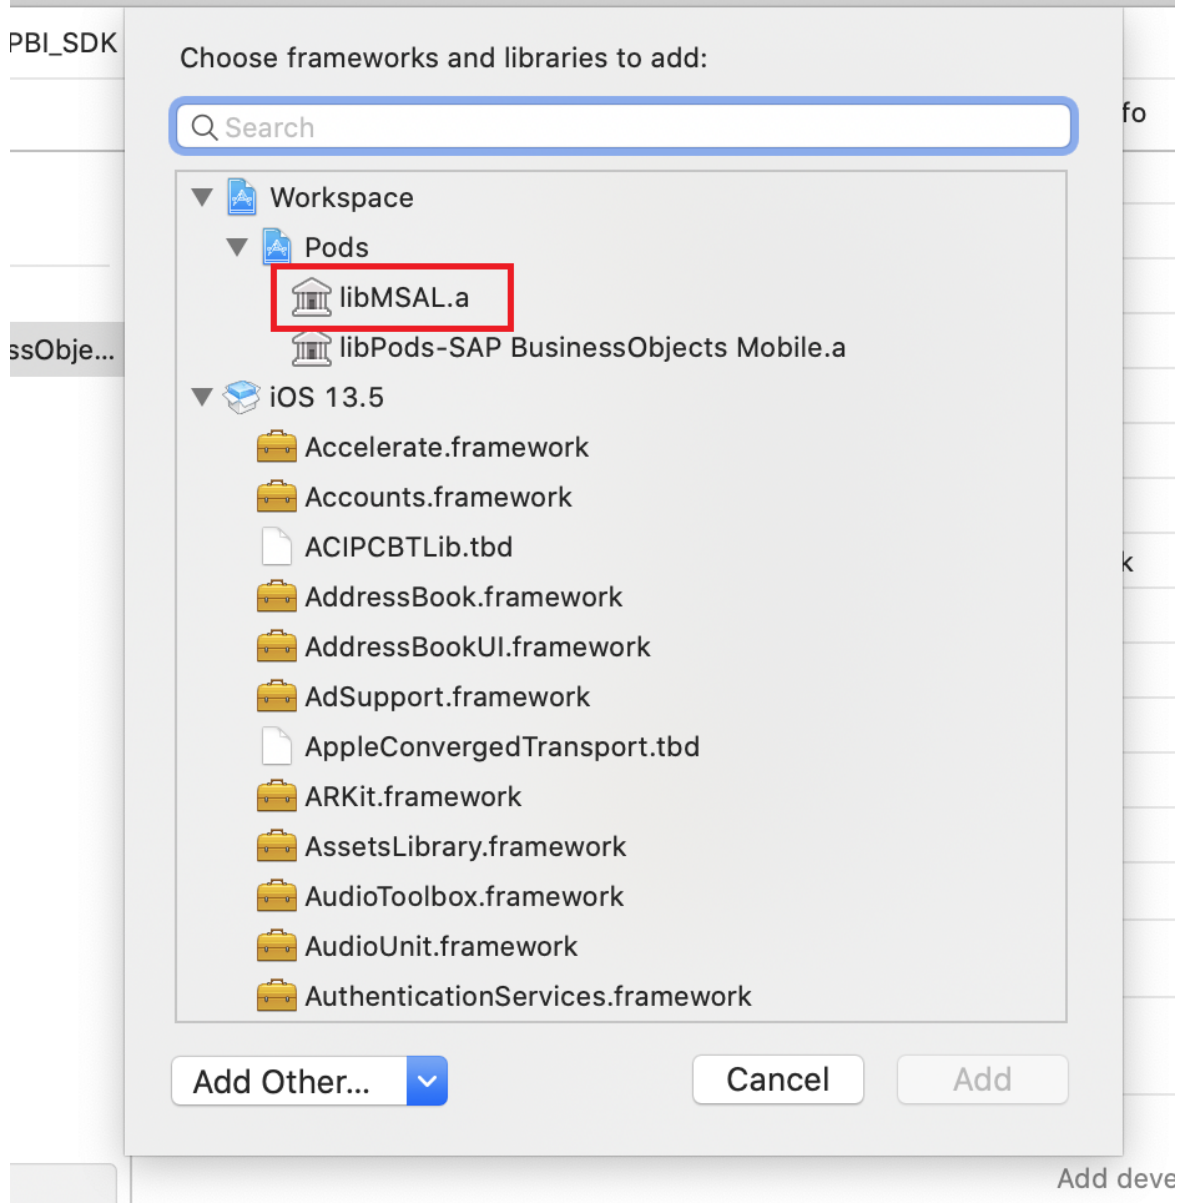 PBI_SDK
Choose frameworks and libraries to add:
Search
fo
Workspace
Pods
libMSAL.a
ssObje...
libPods-SAP BusinessObjects Mobile.a
iOS 13.5
Accelerate.framework
Accounts.framework
ACIPCBTLib.tbd
k
AddressBook.framework
AddressBookUI.framework
AdSupport.framework
AppleConvergedTransport.tbd
ARKit.framework
AssetsLibrary.framework
AudioToolbox.framework
AudioUnit.framework
AuthenticationServices.framework
Add Other...
Cancel
Add
Add deve